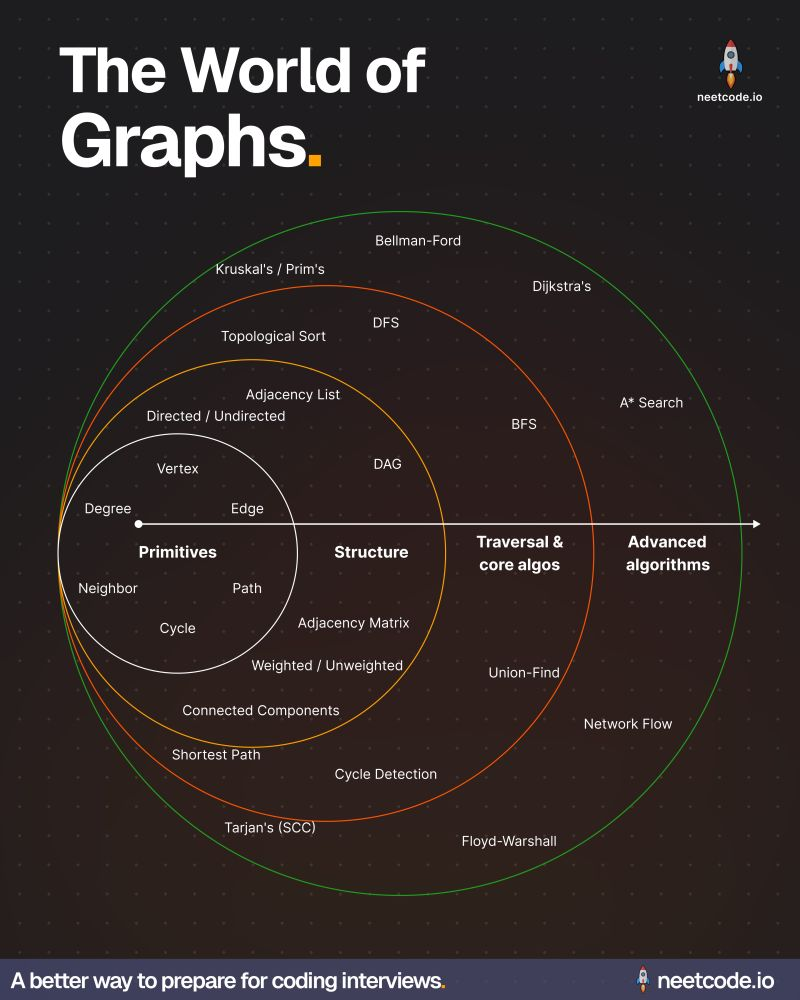 The World of
Graphs.
neetcode.io
Bellman-Ford
Kruskal's / Prim's
Dijkstra's
DFS
Topological Sort
Adjacency List
A* Search
Directed / Undirected
BFS
DAG
Vertex
Degree
Edge
Primitives
Structure
Traversal &
core algos
Advanced
algorithms
Neighbor
Path
Cycle
Adjacency Matrix
Weighted / Unweighted
Union-Find
Connected Components
Network Flow
Shortest Path
Cycle Detection
Tarjan's (SCC)
Floyd-Warshall
A better way to prepare for coding interviews.
neetcode.io